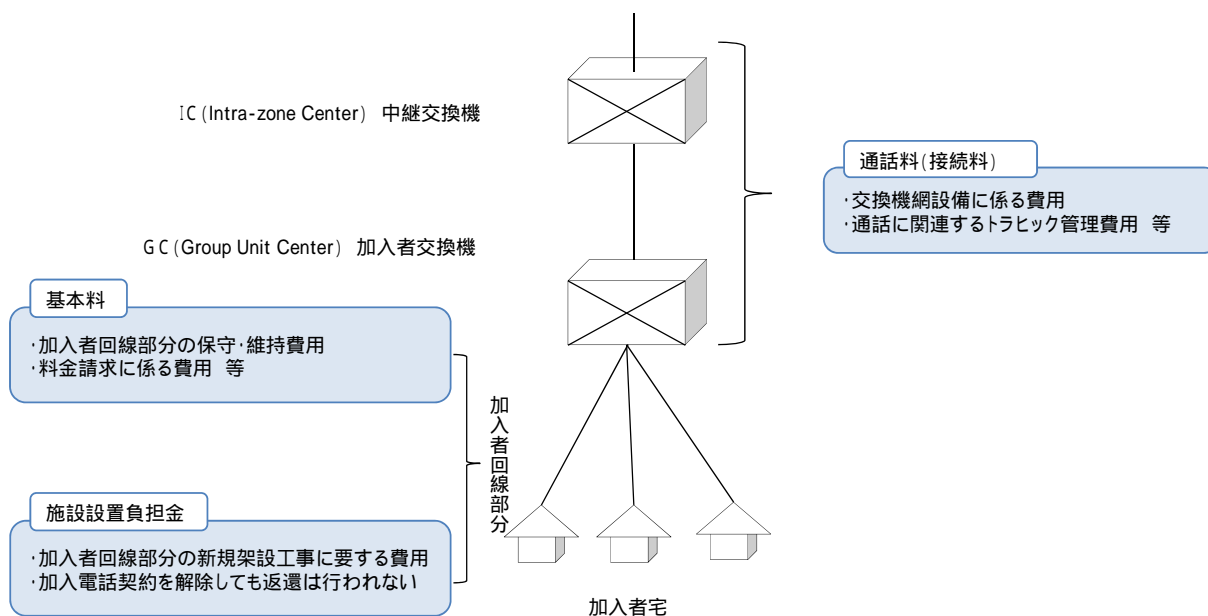 IC(Intra-zone Center) 中継交換機
通話料(接続料)
・交換機網設備に係る費用
・通話に関連するトラヒック管理費用 等
GC(Group Unit Center) 加入者交換機
基本料
・加入者回線部分の保守・維持費用
・料金請求に係る費用 等
加入者回線部分
施設設置負担金
・加入者回線部分の新規架設工事に要する費用
・加入電話契約を解除しても返還は行われない
加入者宅